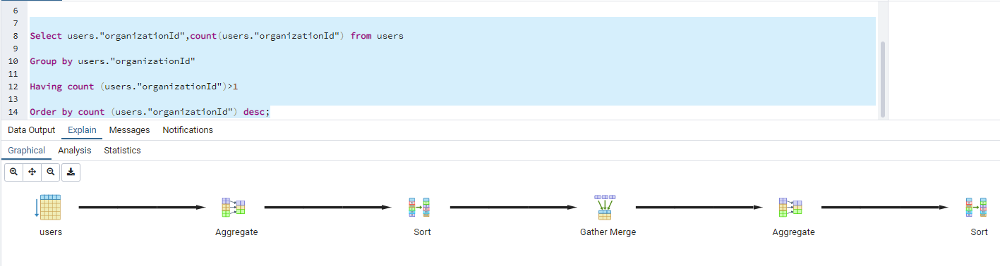 6
7
8 Select users."organizationId",count(users."organizationId") from users
9
10 Group by users."organizationId"
11
12 Having count (users."organizationId")>1
13
14 Order by count (users."organizationId") desc;
Data Output Explain Messages Notifications
Graphical Analysis Statistics
users Aggregate Sort Gather Merge Aggregate Sort